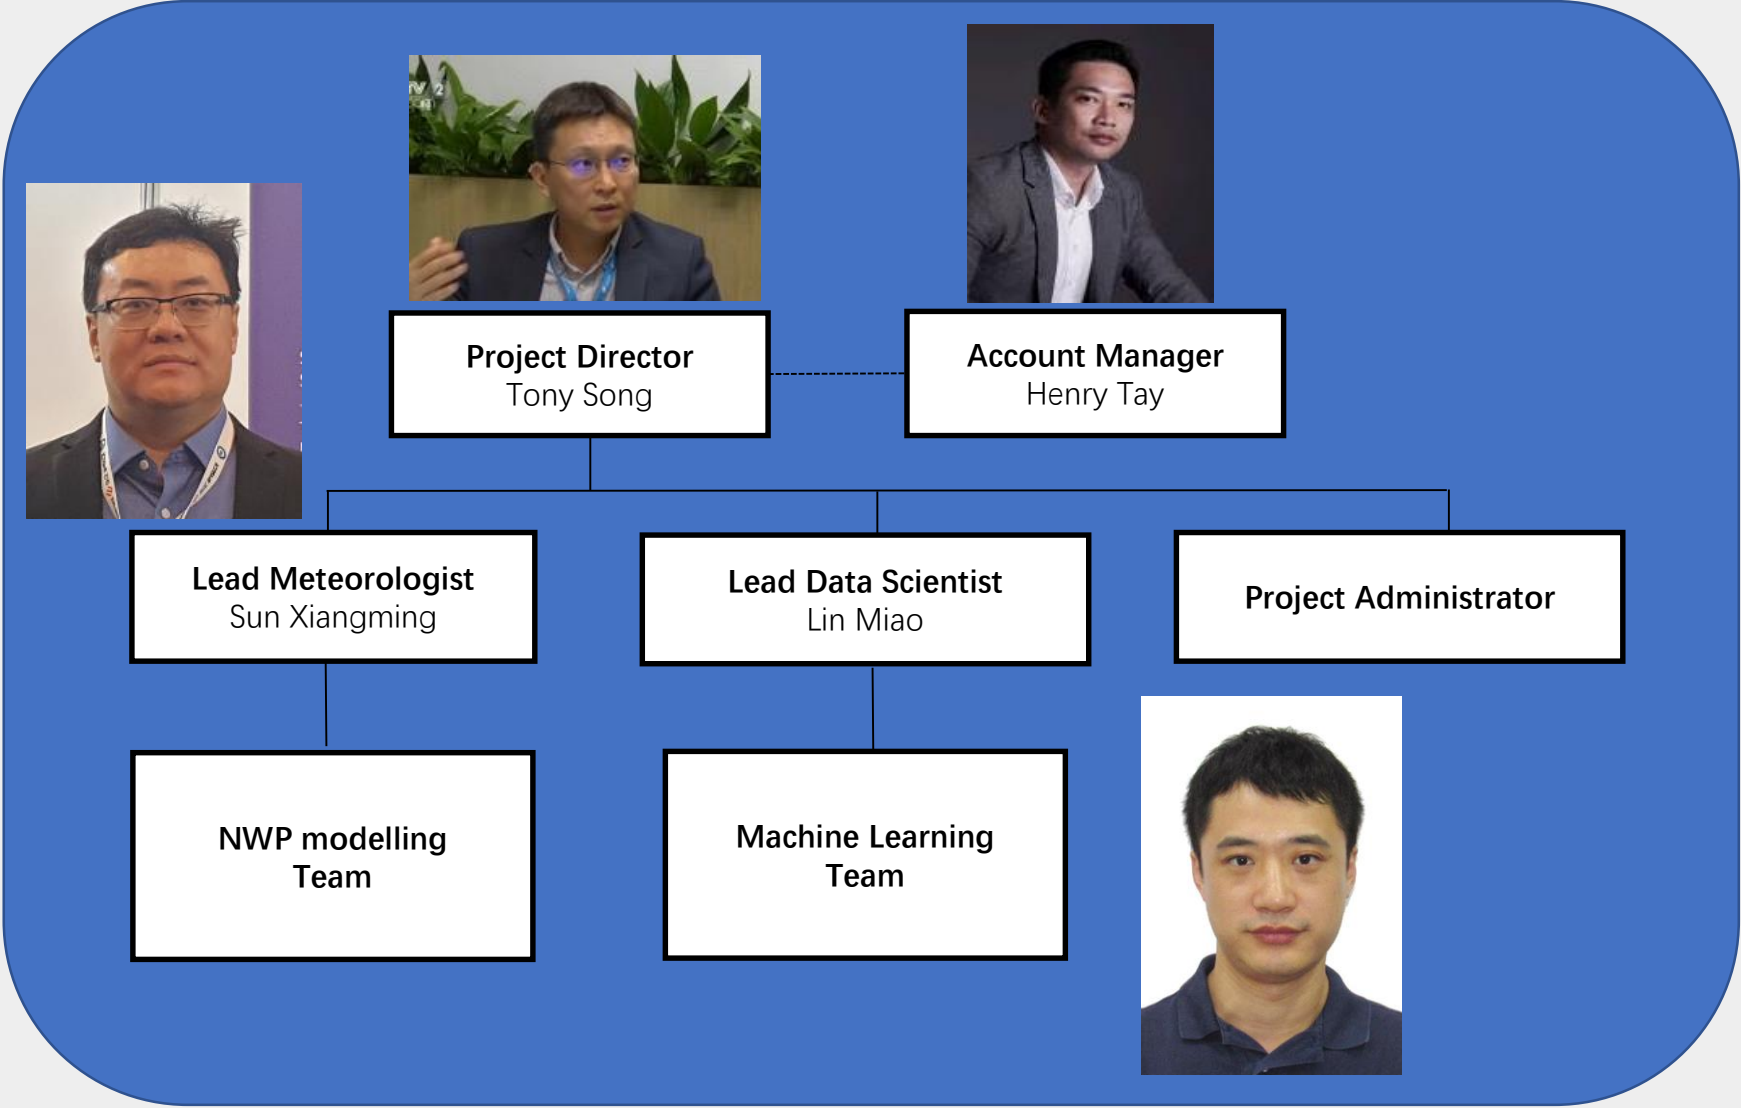 Project Director
Tony Song
Account Manager
Henry Tay
Lead Meteorologist
Sun Xiangming
Lead Data Scientist
Lin Miao
Project Administrator
NWP modelling
Team
Machine Learning
Team